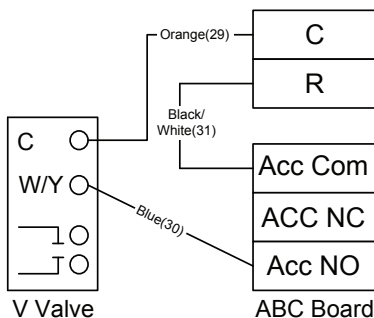 Orange(29)
C
R
Black/
White(31)
C
W/Y
Acc Com
ACC NC
Blue(30)
Acc NO
V Valve
ABC Board